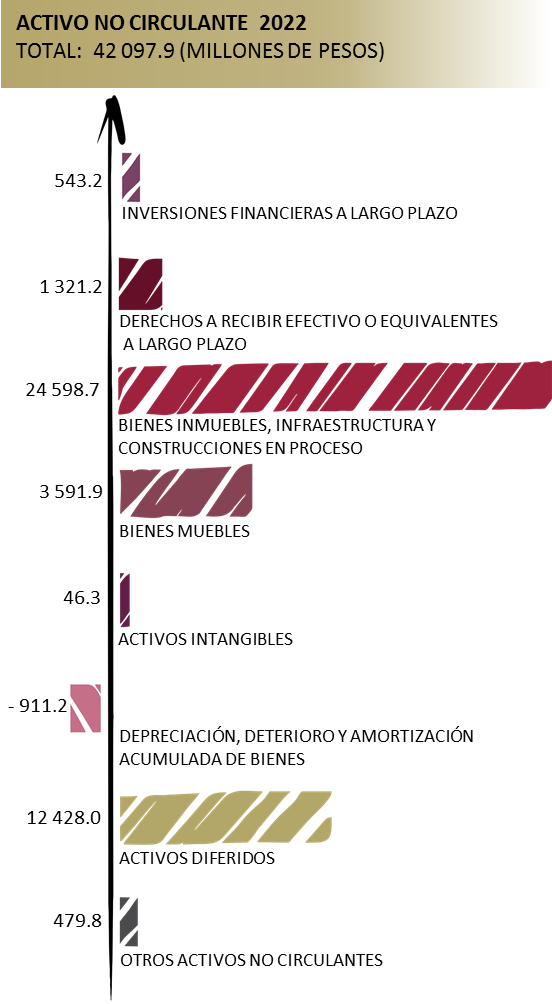 ACTIVO NO CIRCULANTE 2022
TOTAL: 42 097.9 (MILLONES DE PESOS)
543.2
INVERSIONES FINANCIERAS A LARGO PLAZO
1 321.2
DERECHOS A RECIBIR EFECTIVO O EQUIVALENTES
A LARGO PLAZO
24 598.7
BIENES INMUEBLES, INFRAESTRUCTURA Y
CONSTRUCCIONES EN PROCESO
3 591.9
BIENES MUEBLES
46.3
ACTIVOS INTANGIBLES
- 911.2
DEPRECIACIÓN, DETERIORO Y AMORTIZACIÓN
ACUMULADA DE BIENES
12 428.0
ACTIVOS DIFERIDOS
479.8
OTROS ACTIVOS NO CIRCULANTES